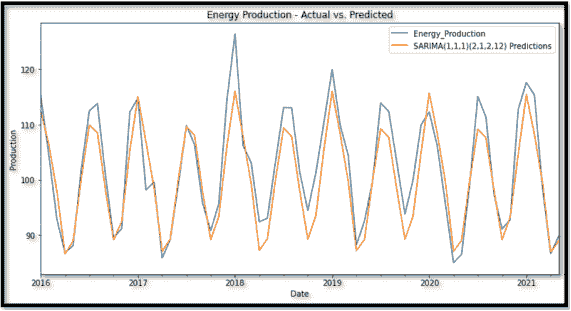 Energy Production - Actual vs. Predicted
Energy_Production
SARIMA(1,1,1)(2,1,2,12) Predictions
Production
120
110
100
90
2016
2017
2018
2019
2020
2021
Date